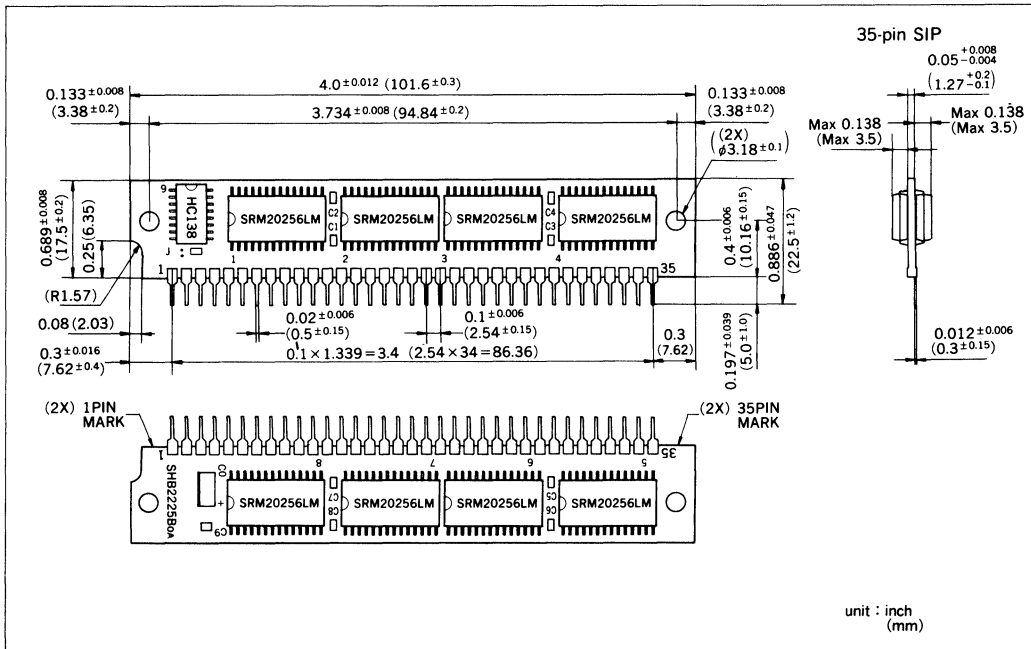 35-pin SIP
0.05 +0.008 -0.004
(1.27 +0.2 -0.1)
4.0±0.012 (101.6±0.3)
0.133±0.008
(3.38±0.2)
3.734±0.008 (94.84±0.2)
0.133±0.008
(3.38±0.2)
Max 0.138
(Max 3.5)
Max 0.138
(Max 3.5)
((2X)
φ3.18±0.1)
0.689±0.008
(17.5±0.2)
0.25(6.35)
9
HC138
J
SRM20256LM
C2
C1
SRM20256LM
SRM20256LM
C4
C3
SRM20256LM
1
2
3
4
1
35
0.4±0.006
(10.16±0.15)
0.886±0.047
(22.5±1.2)
(R1.57)
0.08 (2.03)
0.02±0.006
(0.5±0.15)
0.1±0.006
(2.54±0.15)
0.3
(7.62)
0.197±0.039
(5.0±1.0)
0.012±0.006
(0.3±0.15)
0.3±0.016
(7.62±0.4)
0.1×1.339=3.4 (2.54×34=86.36)
(2X) 1PIN
MARK
(2X) 35PIN
MARK
1
8
7
6
5
35
SHB2225BoA
C0
+
C9
SRM20256LM
C7
C8
SRM20256LM
SRM20256LM
C5
C6
SRM20256LM
unit : inch
(mm)